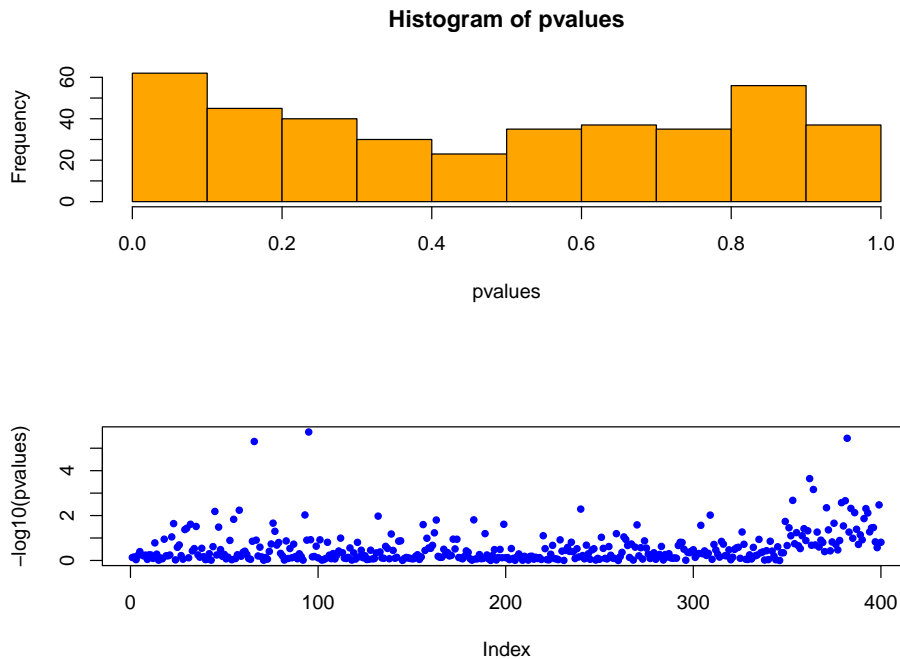 Histogram of pvalues
Frequency
60
40
20
0
0.0 0.2 0.4 0.6 0.8 1.0
pvalues
−log10(pvalues)
4
2
0
0 100 200 300 400
Index